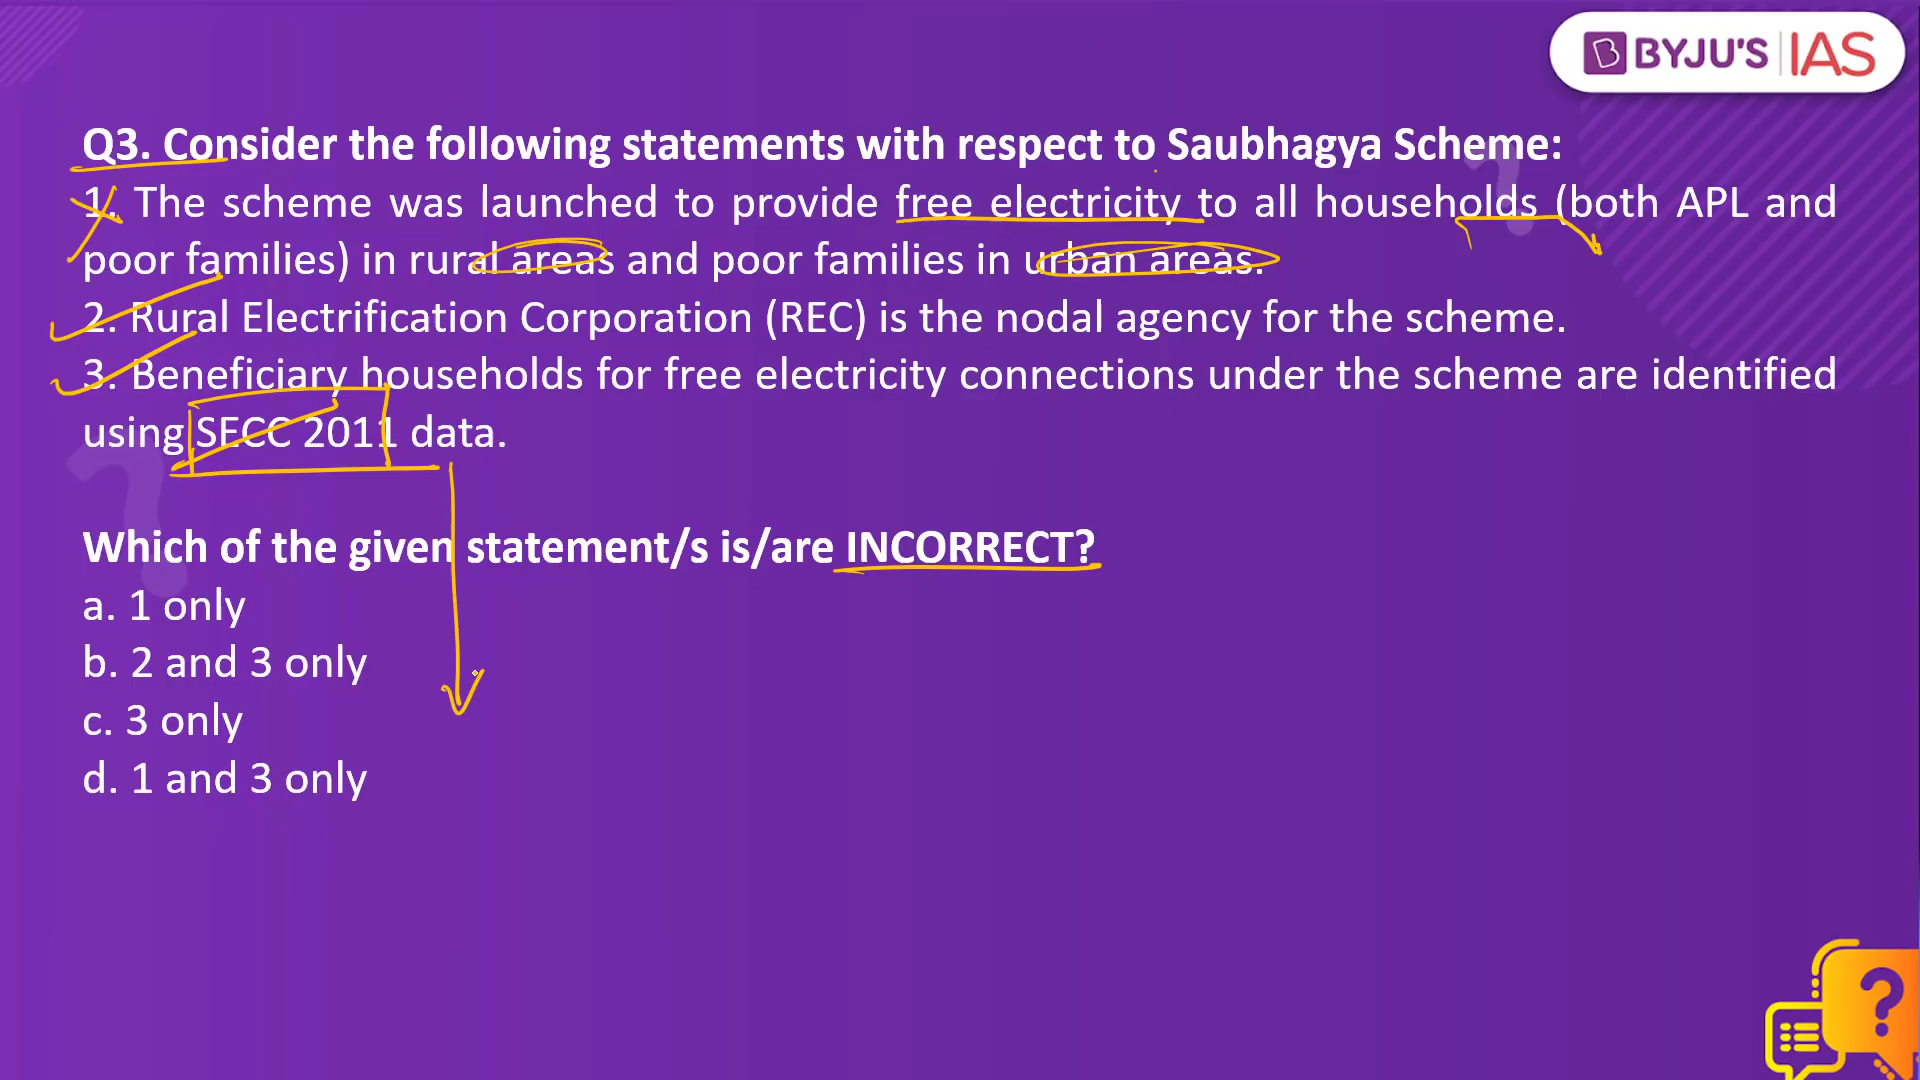 BYJU'S IAS
Q3. Consider the following statements with respect to Saubhagya Scheme:
1. The scheme was launched to provide free electricity to all households (both APL and
poor families) in rural areas and poor families in urban areas.
2. Rural Electrification Corporation (REC) is the nodal agency for the scheme.
3. Beneficiary households for free electricity connections under the scheme are identified
using SECC 2011 data.
Which of the given statement/s is/are INCORRECT?
a. 1 only
b. 2 and 3 only
c. 3 only
d. 1 and 3 only